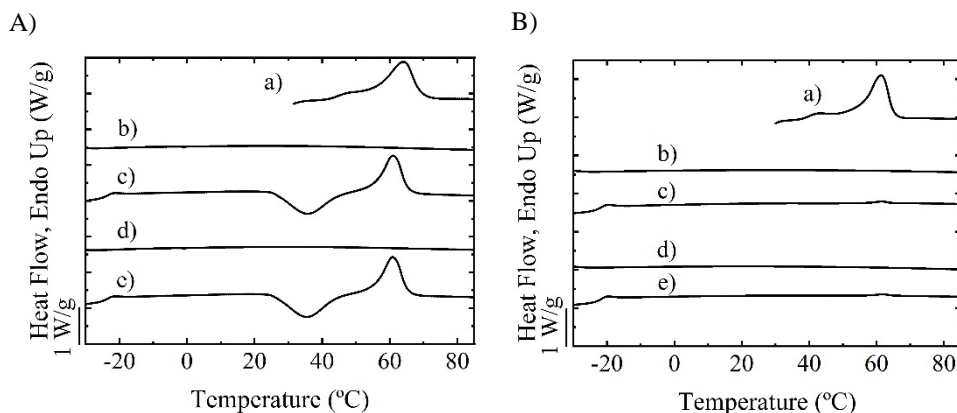 A)
B)
Heat Flow, Endo Up (W/g)
1 W/g
a)
b)
c)
d)
e)
-20 0 20 40 60 80
Temperature (ºC)
Heat Flow, Endo Up (W/g)
1 W/g
a)
b)
c)
d)
e)
-20 0 20 40 60 80
Temperature (ºC)